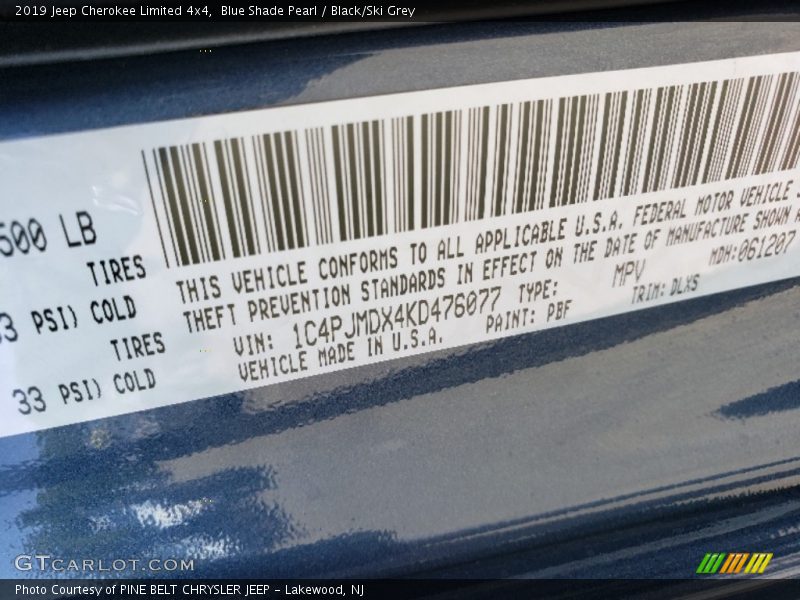 2019 Jeep Cherokee Limited 4x4,  Blue Shade Pearl / Black/Ski Grey
500 LB
TIRES
33 PSI) COLD
TIRES
33 PSI) COLD
THIS VEHICLE CONFORMS TO ALL APPLICABLE U.S.A. FEDERAL MOTOR VEHICLE
THEFT PREVENTION STANDARDS IN EFFECT ON THE DATE OF MANUFACTURE SHOWN
VIN: 1C4PJMDX4KD476077 TYPE: MPV MDH:061207
VEHICLE MADE IN U.S.A. PAINT: PBF TRIM: DLXS
GTCARLOT.COM
Photo Courtesy of PINE BELT CHRYSLER JEEP - Lakewood, NJ